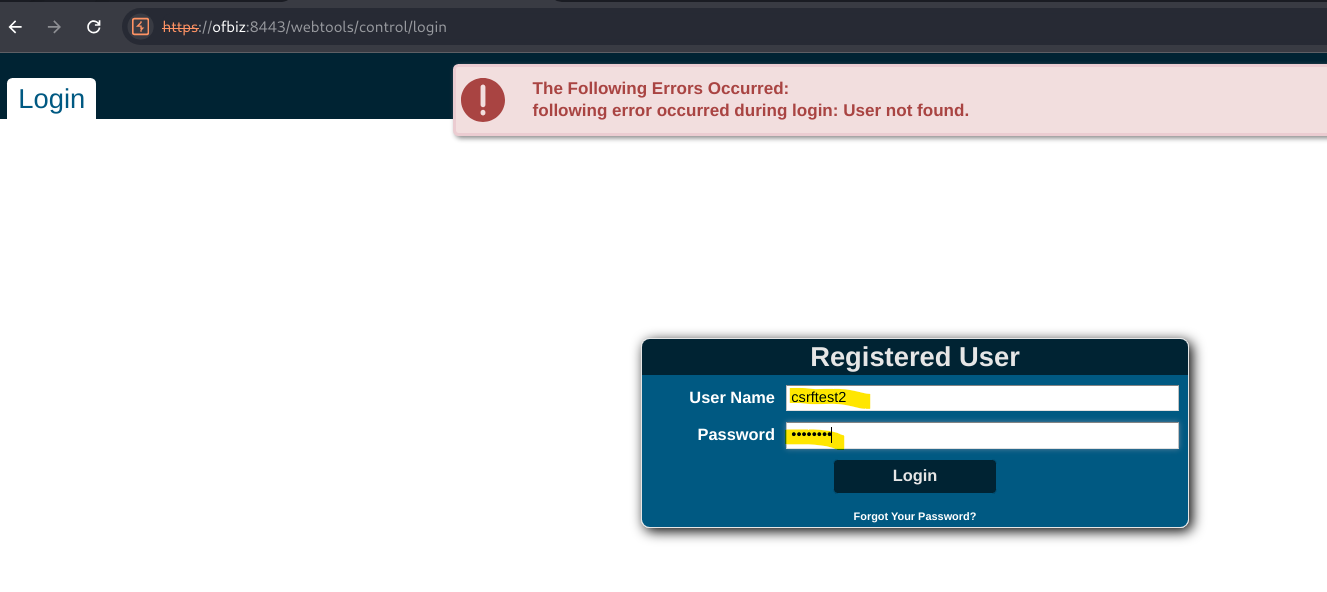 https://ofbiz:8443/webtools/control/login
Login
The Following Errors Occurred:
following error occurred during login: User not found.
Registered User
User Name csrftest2
Password ••••••••
Login
Forgot Your Password?